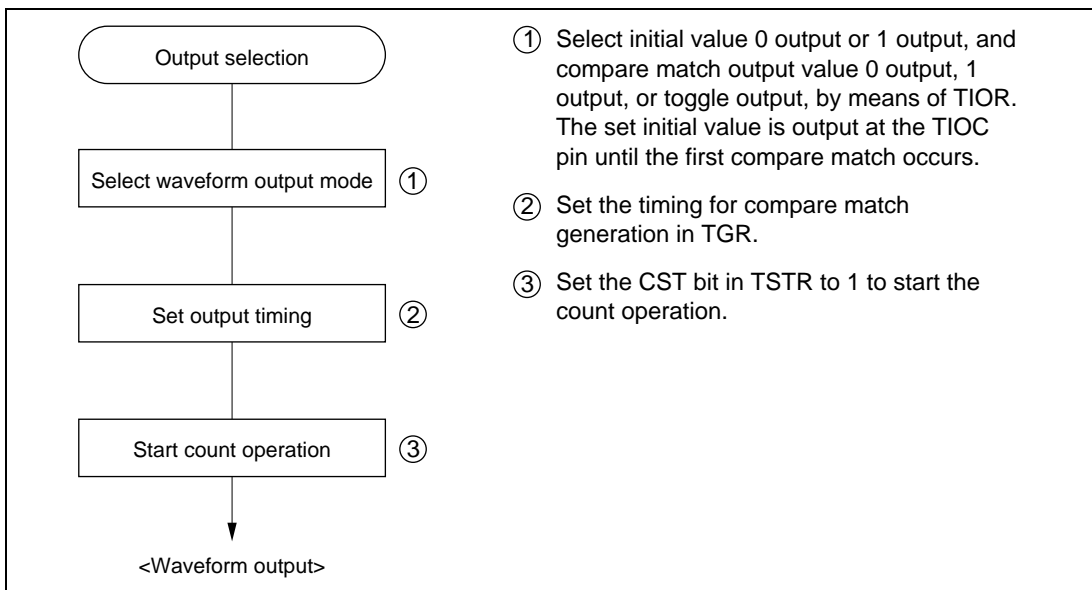 Output selection
Select waveform output mode ①
Set output timing ②
Start count operation ③
<Waveform output>
① Select initial value 0 output or 1 output, and
compare match output value 0 output, 1
output, or toggle output, by means of TIOR.
The set initial value is output at the TIOC
pin until the first compare match occurs.
② Set the timing for compare match
generation in TGR.
③ Set the CST bit in TSTR to 1 to start the
count operation.